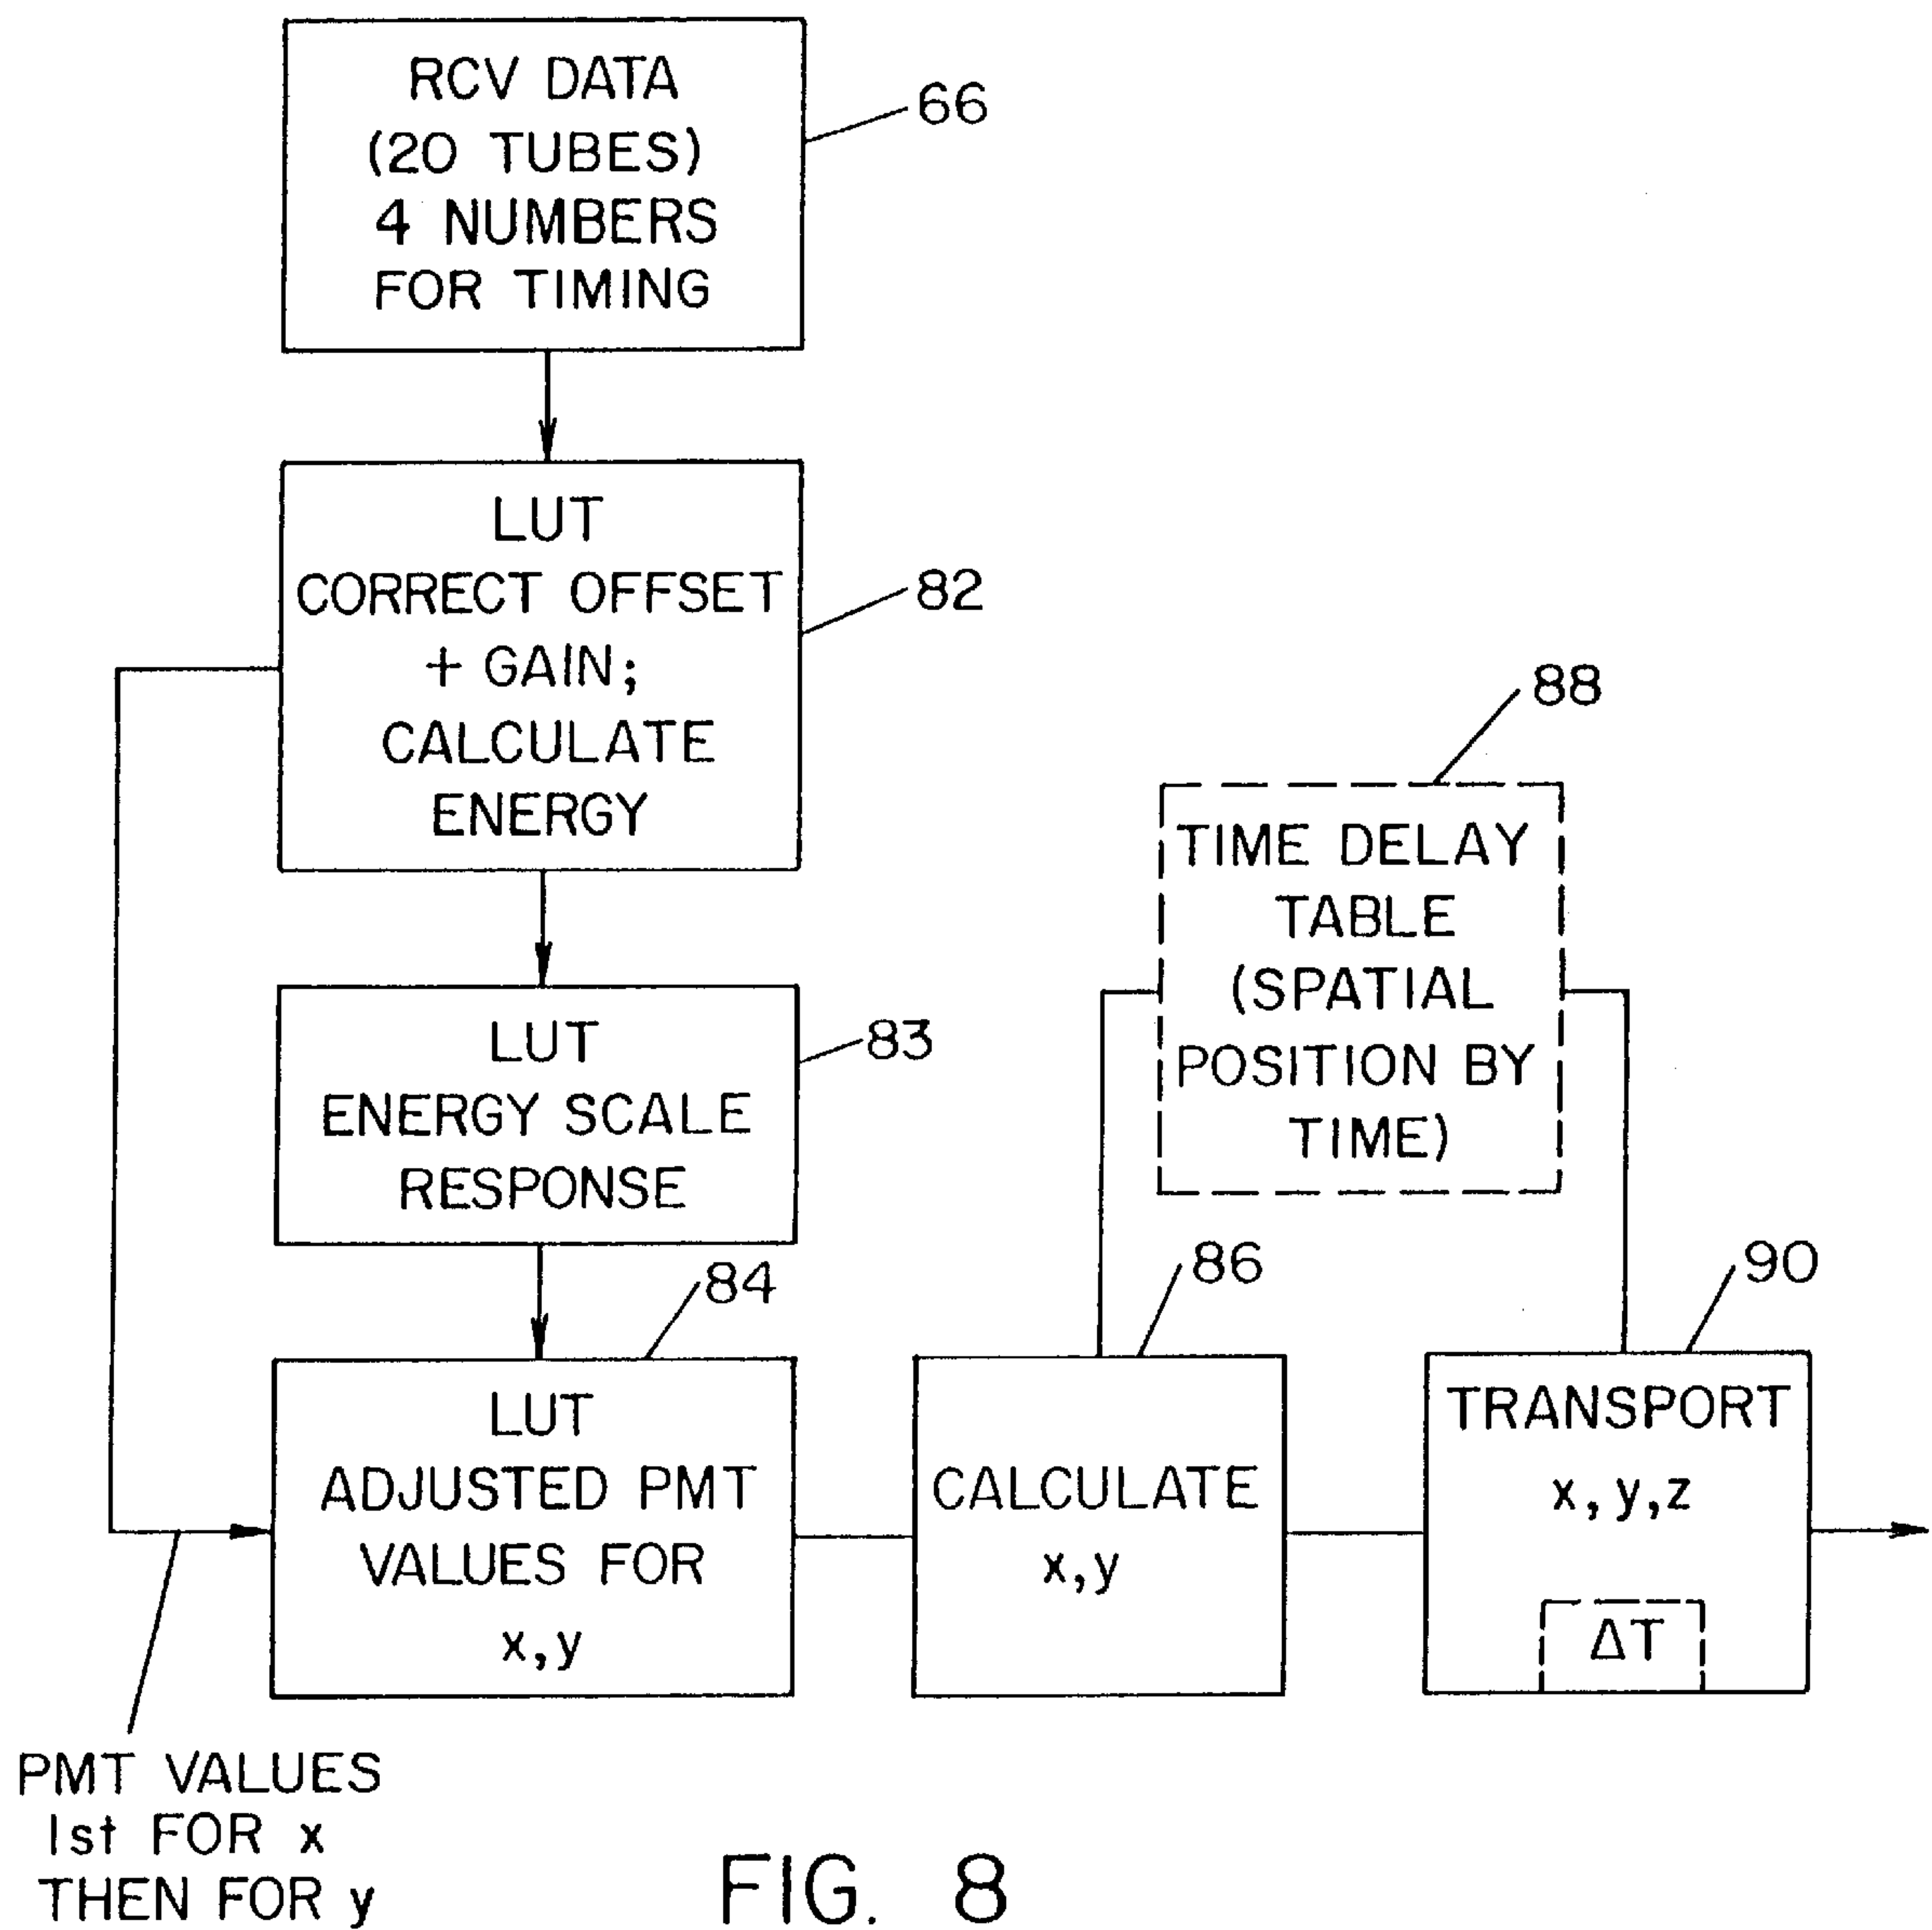 RCV DATA
(20 TUBES)
4 NUMBERS
FOR TIMING
66
LUT
CORRECT OFFSET
+ GAIN;
CALCULATE
ENERGY
82
LUT
ENERGY SCALE
RESPONSE
83
LUT
ADJUSTED PMT
VALUES FOR
x,y
84
PMT VALUES
1st FOR x
THEN FOR y
CALCULATE
x,y
86
TIME DELAY
TABLE
(SPATIAL
POSITION BY
TIME)
88
TRANSPORT
x, y,z
ΔT
90
FIG. 8